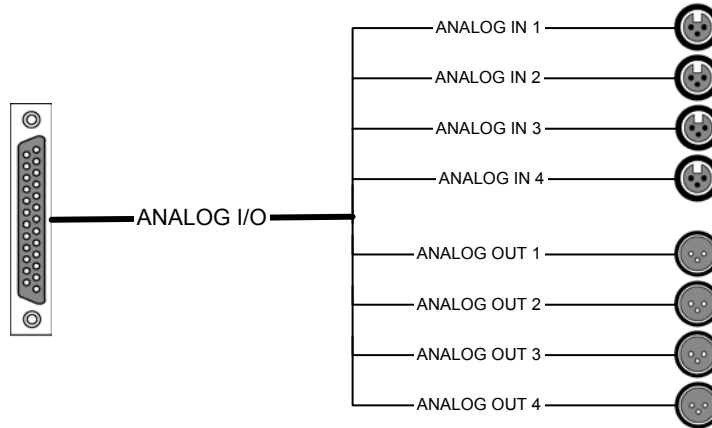 ANALOG IN 1
ANALOG IN 2
ANALOG IN 3
ANALOG IN 4
ANALOG I/O
ANALOG OUT 1
ANALOG OUT 2
ANALOG OUT 3
ANALOG OUT 4